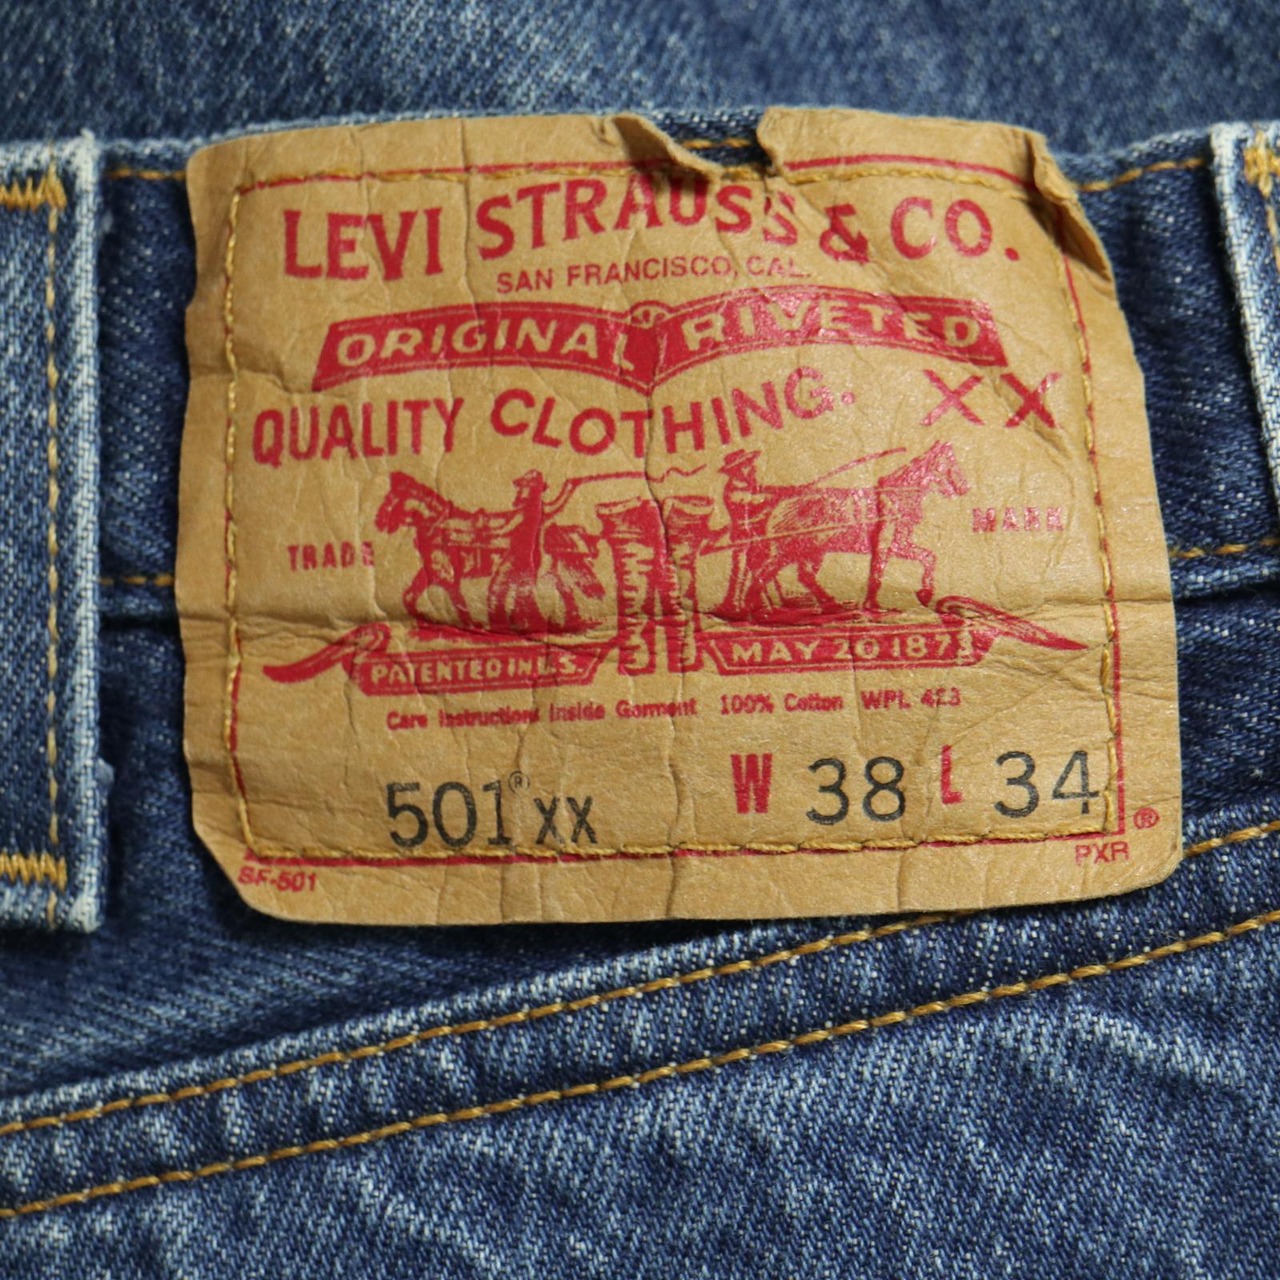 LEVI STRAUSS & CO.
SAN FRANCISCO, CAL.
ORIGINAL RIVETED
QUALITY CLOTHING. XX
TRADE MARK
PATENTED IN U.S. MAY 20 1873
Care Instructions Inside Garment 100% Cotton WPL 423
501® XX W 38 L 34
®
SF-501 PXR